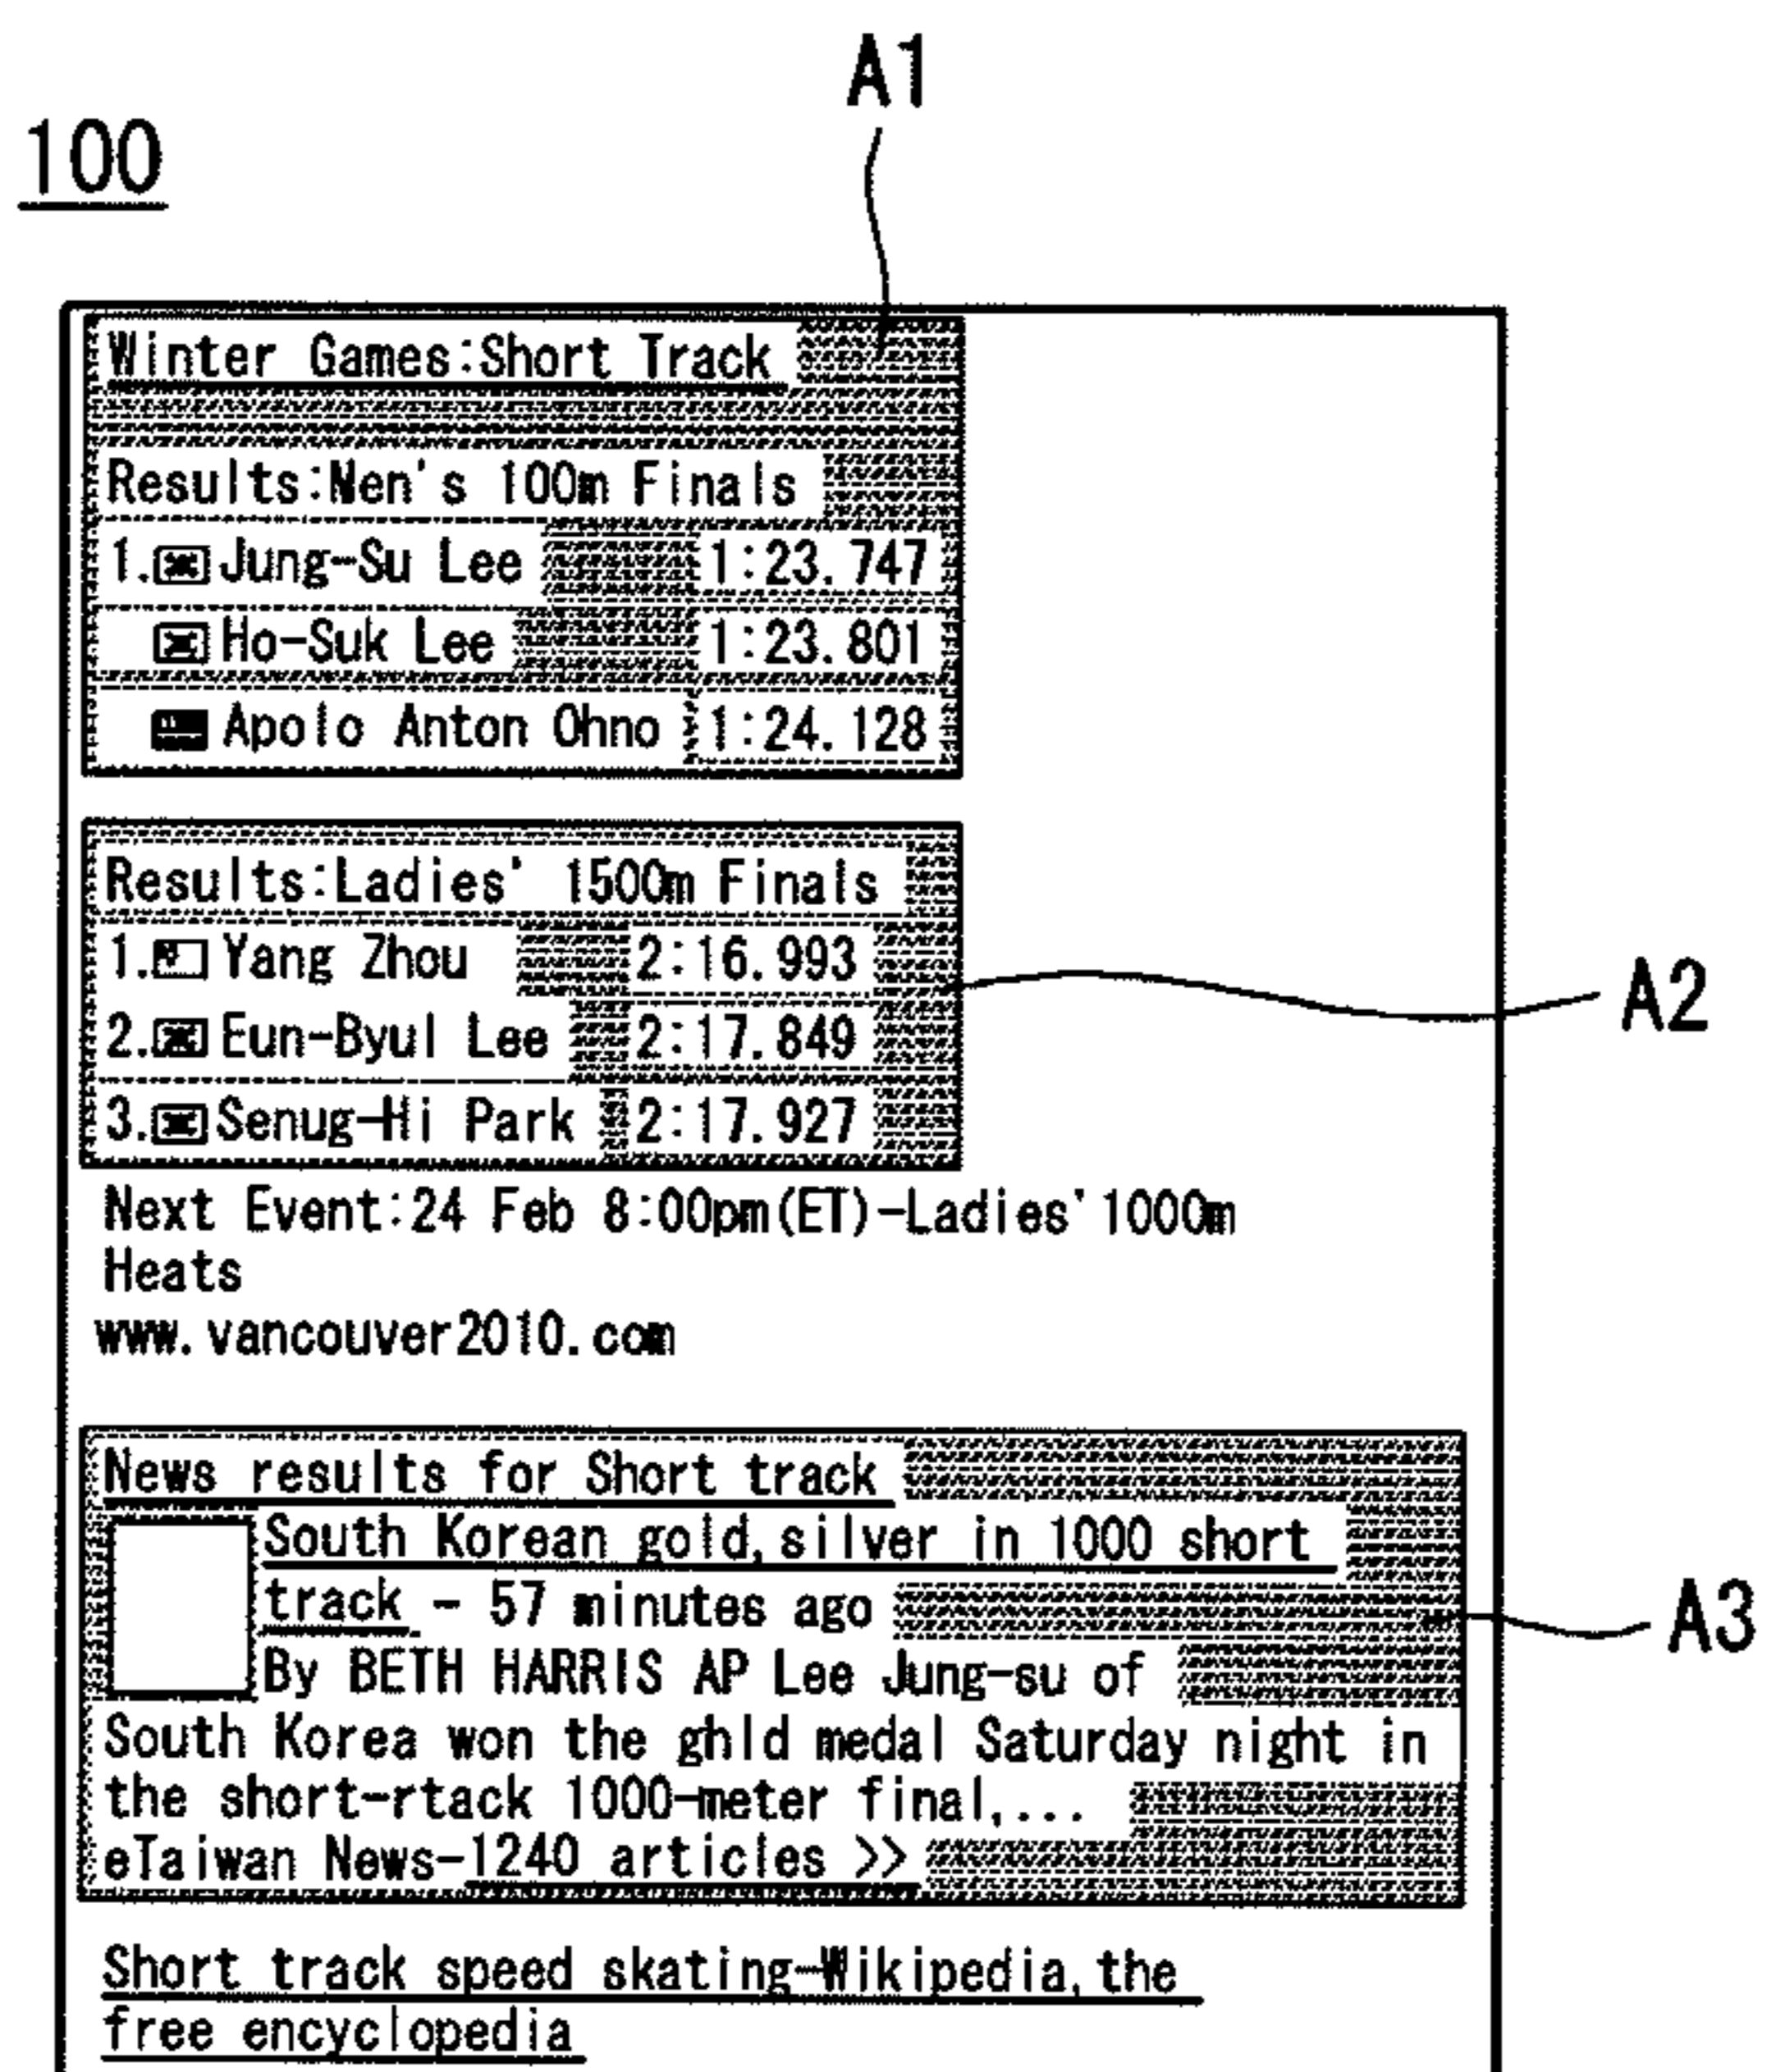 A1
100
Winter Games:Short Track
Results:Nen's 100m Finals
1. Jung-Su Lee 1:23.747
Ho-Suk Lee 1:23.801
Apolo Anton Ohno 1:24.128
Results:Ladies' 1500m Finals
1. Yang Zhou 2:16.993
2. Eun-Byul Lee 2:17.849
3. Senug-Hi Park 2:17.927
A2
Next Event:24 Feb 8:00pm(ET)-Ladies'1000m
Heats
www.vancouver2010.com
News results for Short track
South Korean gold,silver in 1000 short
track - 57 minutes ago
A3
By BETH HARRIS AP Lee Jung-su of
South Korea won the ghld medal Saturday night in
the short-rtack 1000-meter final,...
eTaiwan News-1240 articles >>
Short track speed skating-Wikipedia,the
free encyclopedia